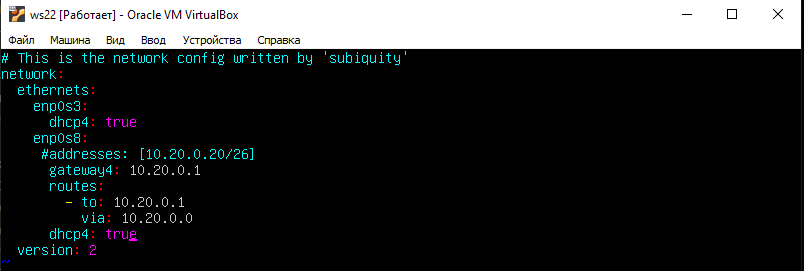 ws22 [Работает] - Oracle VM VirtualBox
Файл Машина Вид Ввод Устройства Справка
# This is the network config written by 'subiquity'
network:
  ethernets:
    enp0s3:
      dhcp4: true
    enp0s8:
     #addresses: [10.20.0.20/26]
      gateway4: 10.20.0.1
      routes:
        - to: 10.20.0.1
          via: 10.20.0.0
      dhcp4: true
  version: 2
~